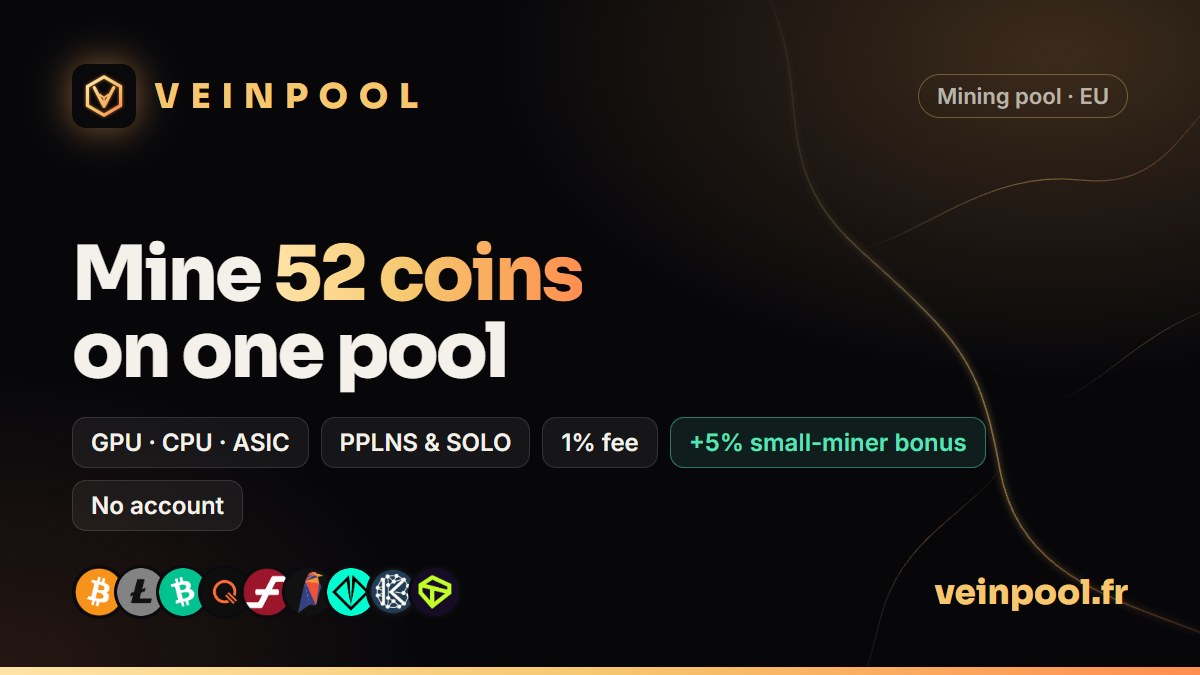 VEINPOOL
Mining pool · EU
Mine 52 coins
on one pool
GPU · CPU · ASIC
PPLNS & SOLO
1% fee
+5% small-miner bonus
No account
veinpool.fr